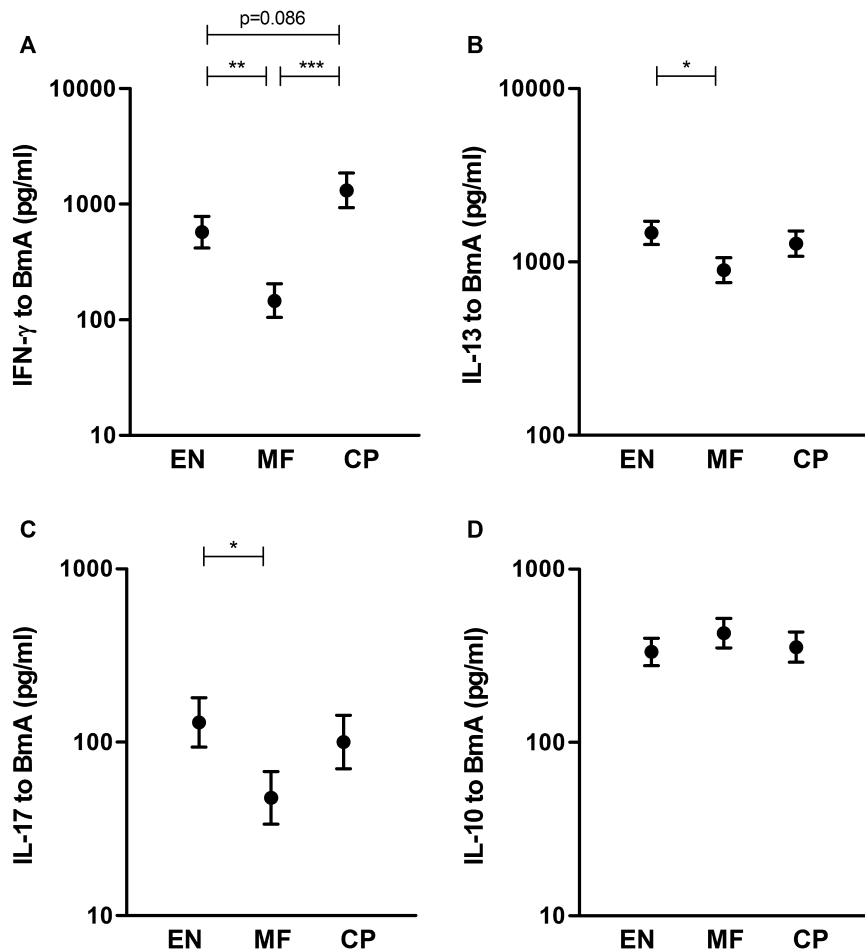 A
p=0.086
** ***
IFN-γ to BmA (pg/ml)
10000
1000
100
10
EN MF CP
B
*
IL-13 to BmA (pg/ml)
10000
1000
100
EN MF CP
C
*
IL-17 to BmA (pg/ml)
1000
100
10
EN MF CP
D
IL-10 to BmA (pg/ml)
1000
100
10
EN MF CP